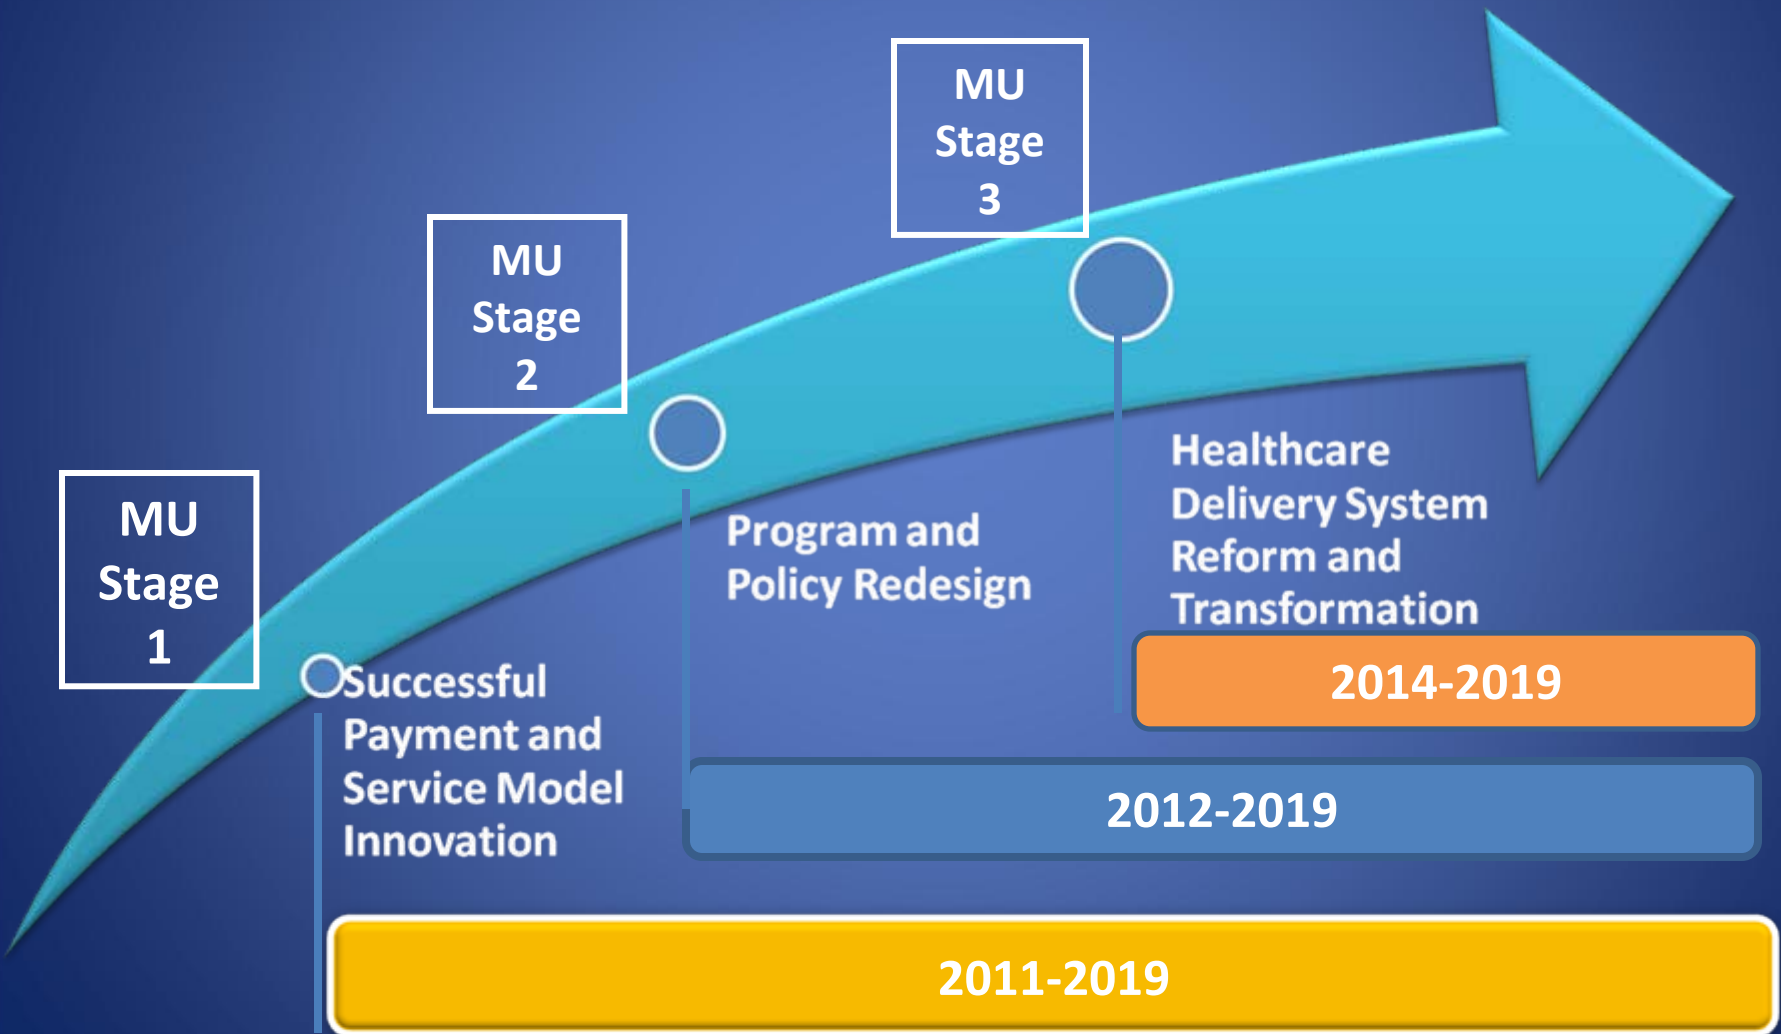 MU
Stage
1
Successful
Payment and
Service Model
Innovation
MU
Stage
2
Program and
Policy Redesign
MU
Stage
3
Healthcare
Delivery System
Reform and
Transformation
2014-2019
2012-2019
2011-2019